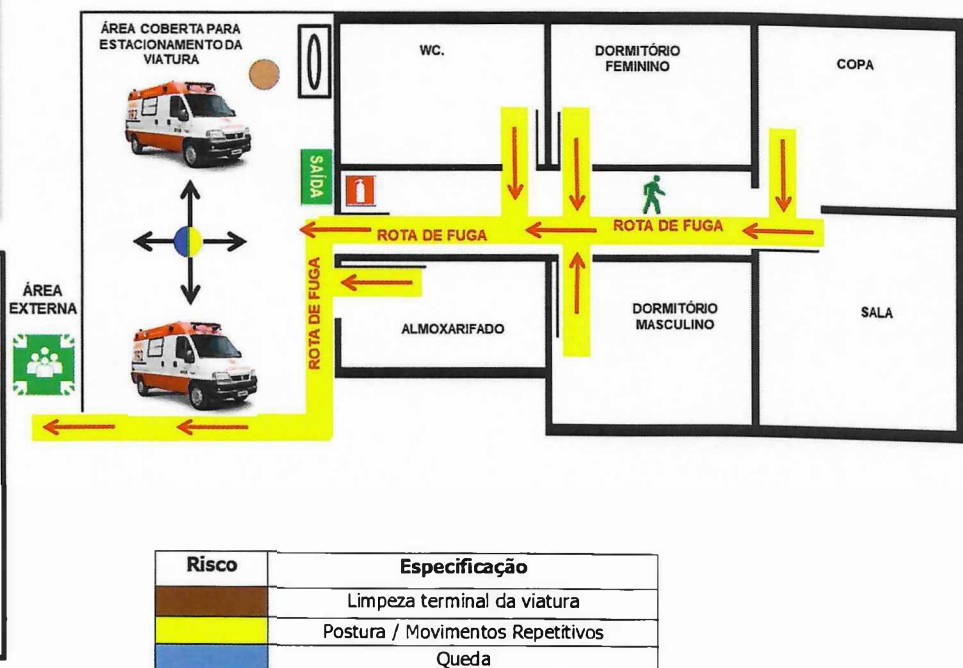 ÁREA COBERTA PARA
ESTACIONAMENTO DA
VIATURA
WC.
DORMITÓRIO
FEMININO
COPA
SAÍDA
ROTA DE FUGA
ROTA DE FUGA
ROTA DE FUGA
ÁREA
EXTERNA
ALMOXARIFADO
DORMITÓRIO
MASCULINO
SALA
192
Risco Especificação
Limpeza terminal da viatura
Postura / Movimentos Repetitivos
Queda